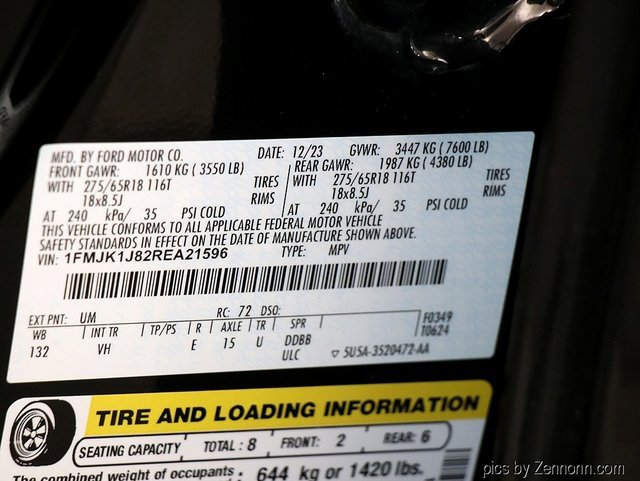 MFD. BY FORD MOTOR CO. DATE: 12/23 GVWR: 3447 KG (7600 LB)
FRONT GAWR: 1610 KG (3550 LB) REAR GAWR: 1987 KG (4380 LB)
WITH 275/65R18 116T TIRES WITH 275/65R18 116T TIRES
18x8.5J RIMS 18x8.5J RIMS
AT 240 kPa/ 35 PSI COLD AT 240 kPa/ 35 PSI COLD
THIS VEHICLE CONFORMS TO ALL APPLICABLE FEDERAL MOTOR VEHICLE
SAFETY STANDARDS IN EFFECT ON THE DATE OF MANUFACTURE SHOWN ABOVE.
VIN: 1FMJK1J82REA21596 TYPE: MPV
EXT PNT: UM RC: 72 DSO: F0349
WB INT TR TP/PS R AXLE TR SPR T0624
132 VH E 15 U DDBB
ULC ▽ 5U5A-3520472-AA
TIRE AND LOADING INFORMATION
SEATING CAPACITY TOTAL: 8 FRONT: 2 REAR: 6
The combined weight of occupants 644 kg or 1420 lbs.
pics by Zennonn.com